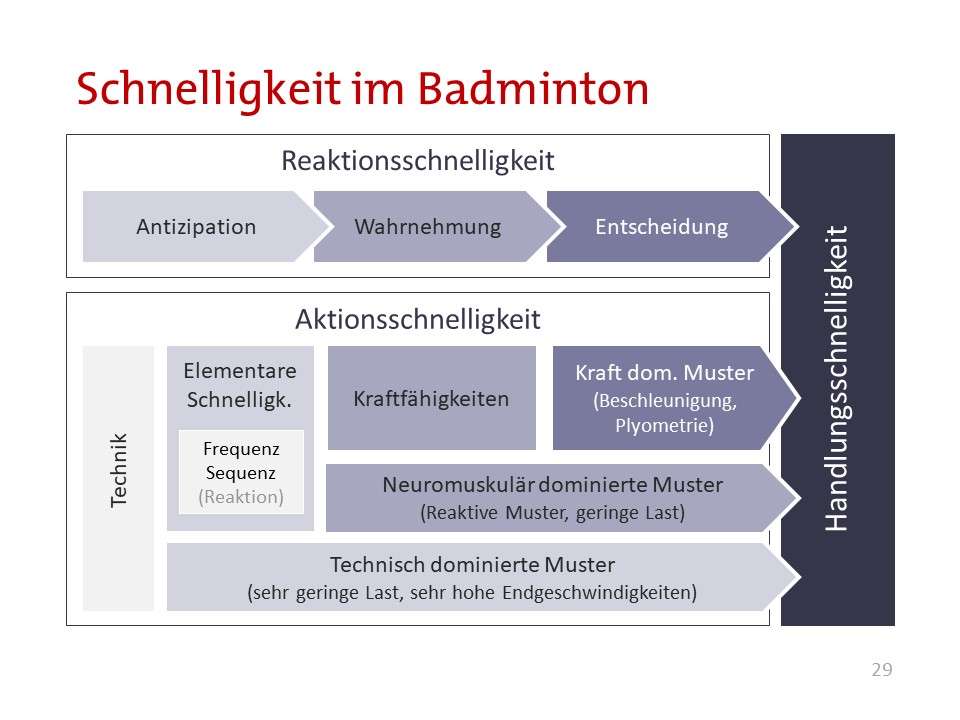 Schnelligkeit im Badminton
Reaktionsschnelligkeit
Antizipation
Wahrnehmung
Entscheidung
Aktionsschnelligkeit
Technik
Elementare
Schnelligk.
Frequenz
Sequenz
(Reaktion)
Kraftfähigkeiten
Kraft dom. Muster
(Beschleunigung,
Plyometrie)
Neuromuskulär dominierte Muster
(Reaktive Muster, geringe Last)
Technisch dominierte Muster
(sehr geringe Last, sehr hohe Endgeschwindigkeiten)
Handlungsschnelligkeit
29